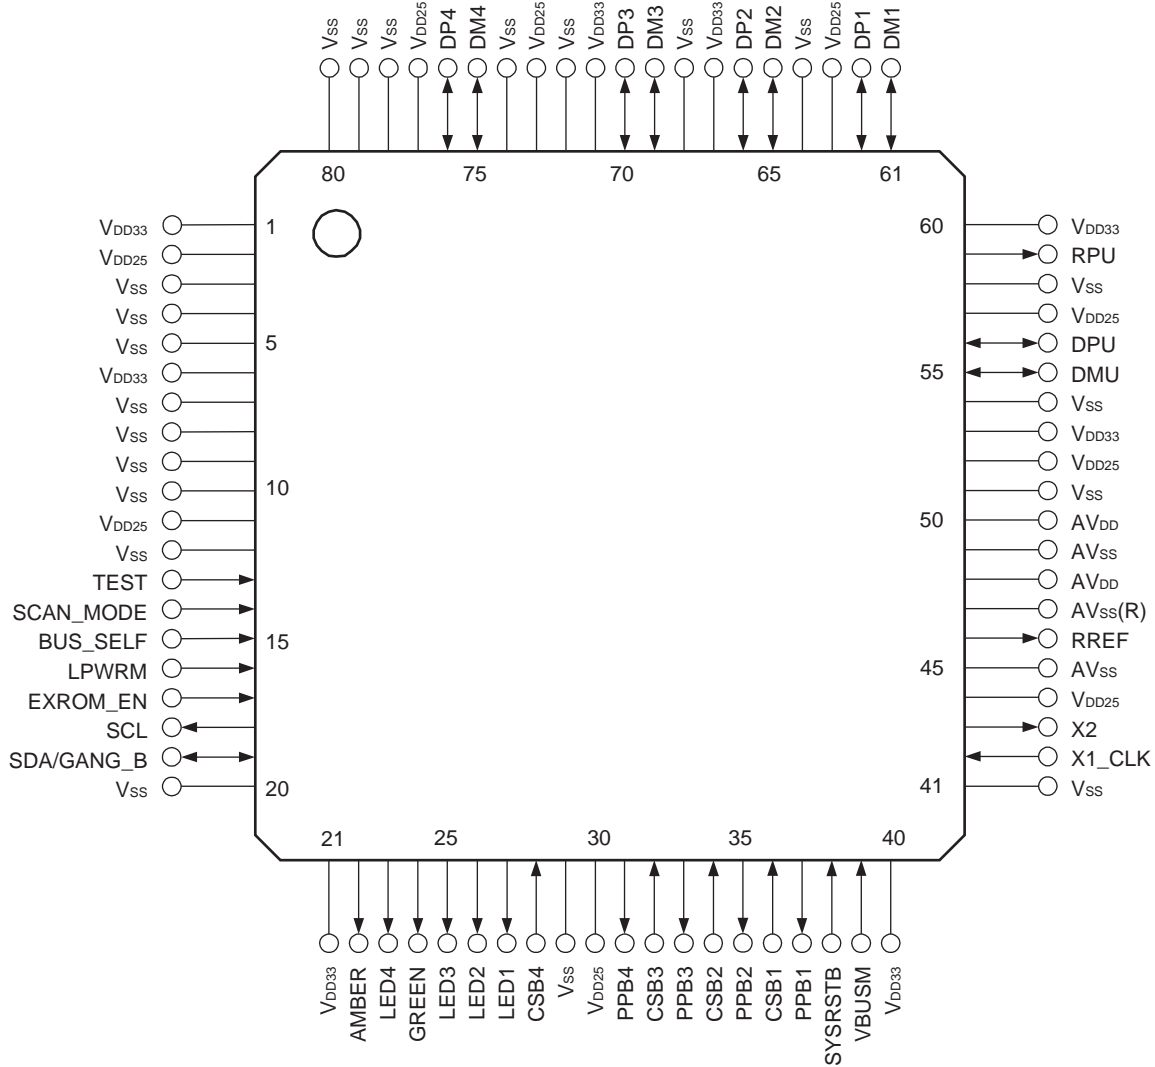 VSS VSS VSS VDD25 DP4 DM4 VSS VDD25 VSS VDD33 DP3 DM3 VSS VDD33 DP2 DM2 VSS VDD25 DP1 DM1
80 75 70 65 61
VDD33 1 60 VDD33
VDD25 RPU
VSS VSS
VSS VDD25
VSS 5 DPU
VDD33 55 DMU
VSS VSS
VSS VDD33
VSS VDD25
VSS 10 VSS
VDD25 50 AVDD
VSS AVSS
TEST AVDD
SCAN_MODE AVSS(R)
BUS_SELF 15 RREF
LPWRM 45 AVSS
EXROM_EN VDD25
SCL X2
SDA/GANG_B X1_CLK
VSS 20 41 VSS
21 25 30 35 40
VDD33 AMBER LED4 GREEN LED3 LED2 LED1 CSB4 VSS VDD25 PPB4 CSB3 PPB3 CSB2 PPB2 CSB1 PPB1 SYSRSTB VBUSM VDD33